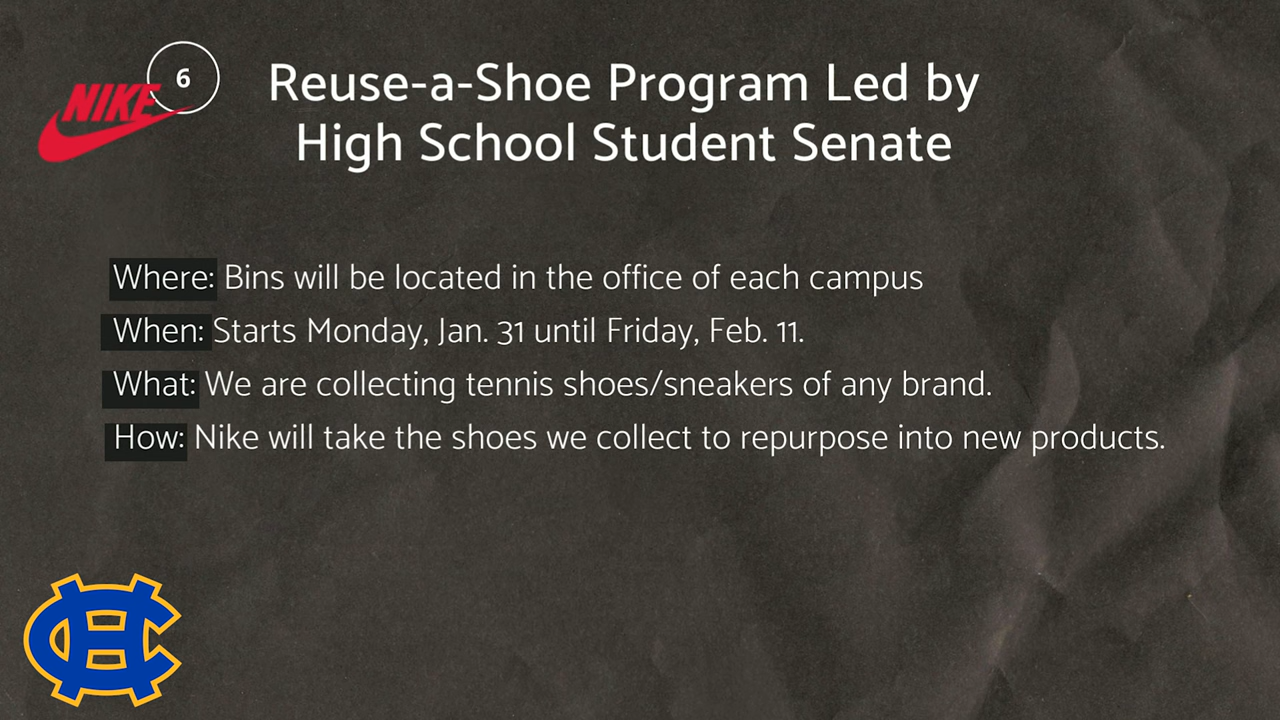 NIKE
6
Reuse-a-Shoe Program Led by
High School Student Senate
Where: Bins will be located in the office of each campus
When: Starts Monday, Jan. 31 until Friday, Feb. 11.
What: We are collecting tennis shoes/sneakers of any brand.
How: Nike will take the shoes we collect to repurpose into new products.
CH